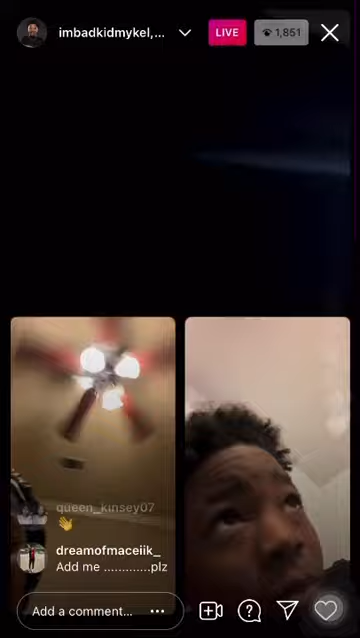 imbadkidmykel,...
LIVE
1,851
queen_kinsey07
👋
dreamofmaceiik_
Add me .............plz
Add a comment...